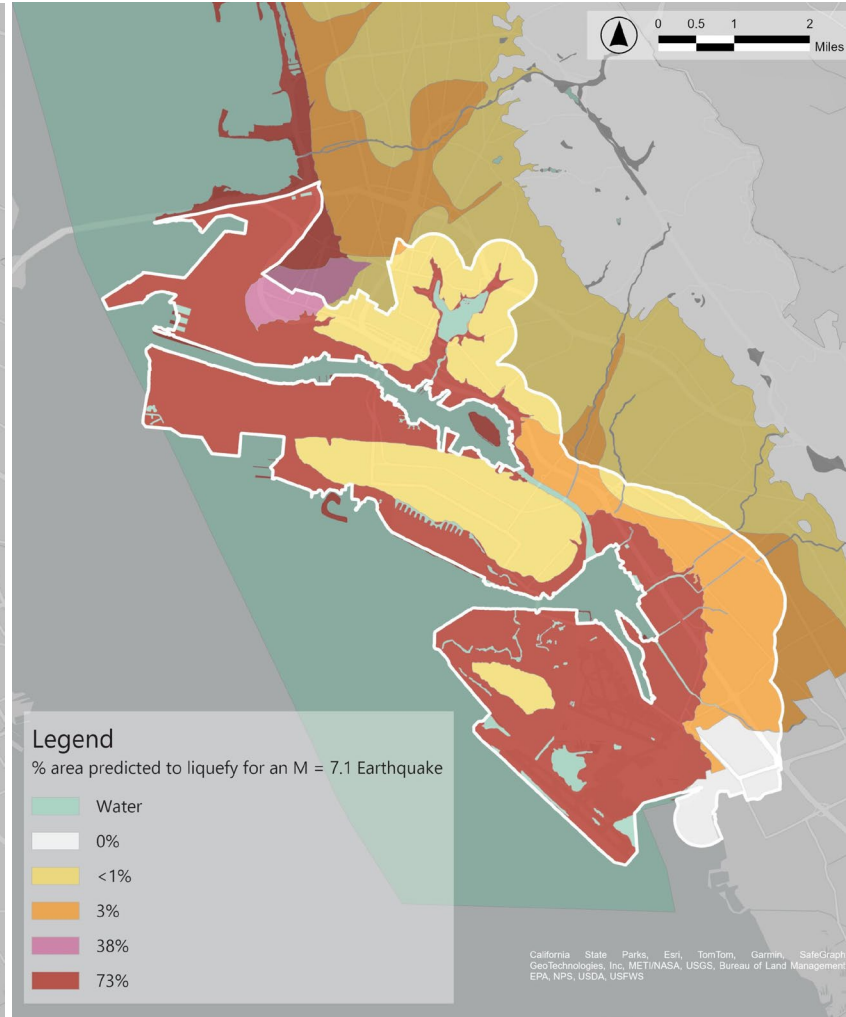 0 0.5 1 2
Miles
Legend
% area predicted to liquefy for an M = 7.1 Earthquake
Water
0%
<1%
3%
38%
73%
California State Parks, Esri, TomTom, Garmin, SafeGraph,
GeoTechnologies, Inc, METI/NASA, USGS, Bureau of Land Management,
EPA, NPS, USDA, USFWS